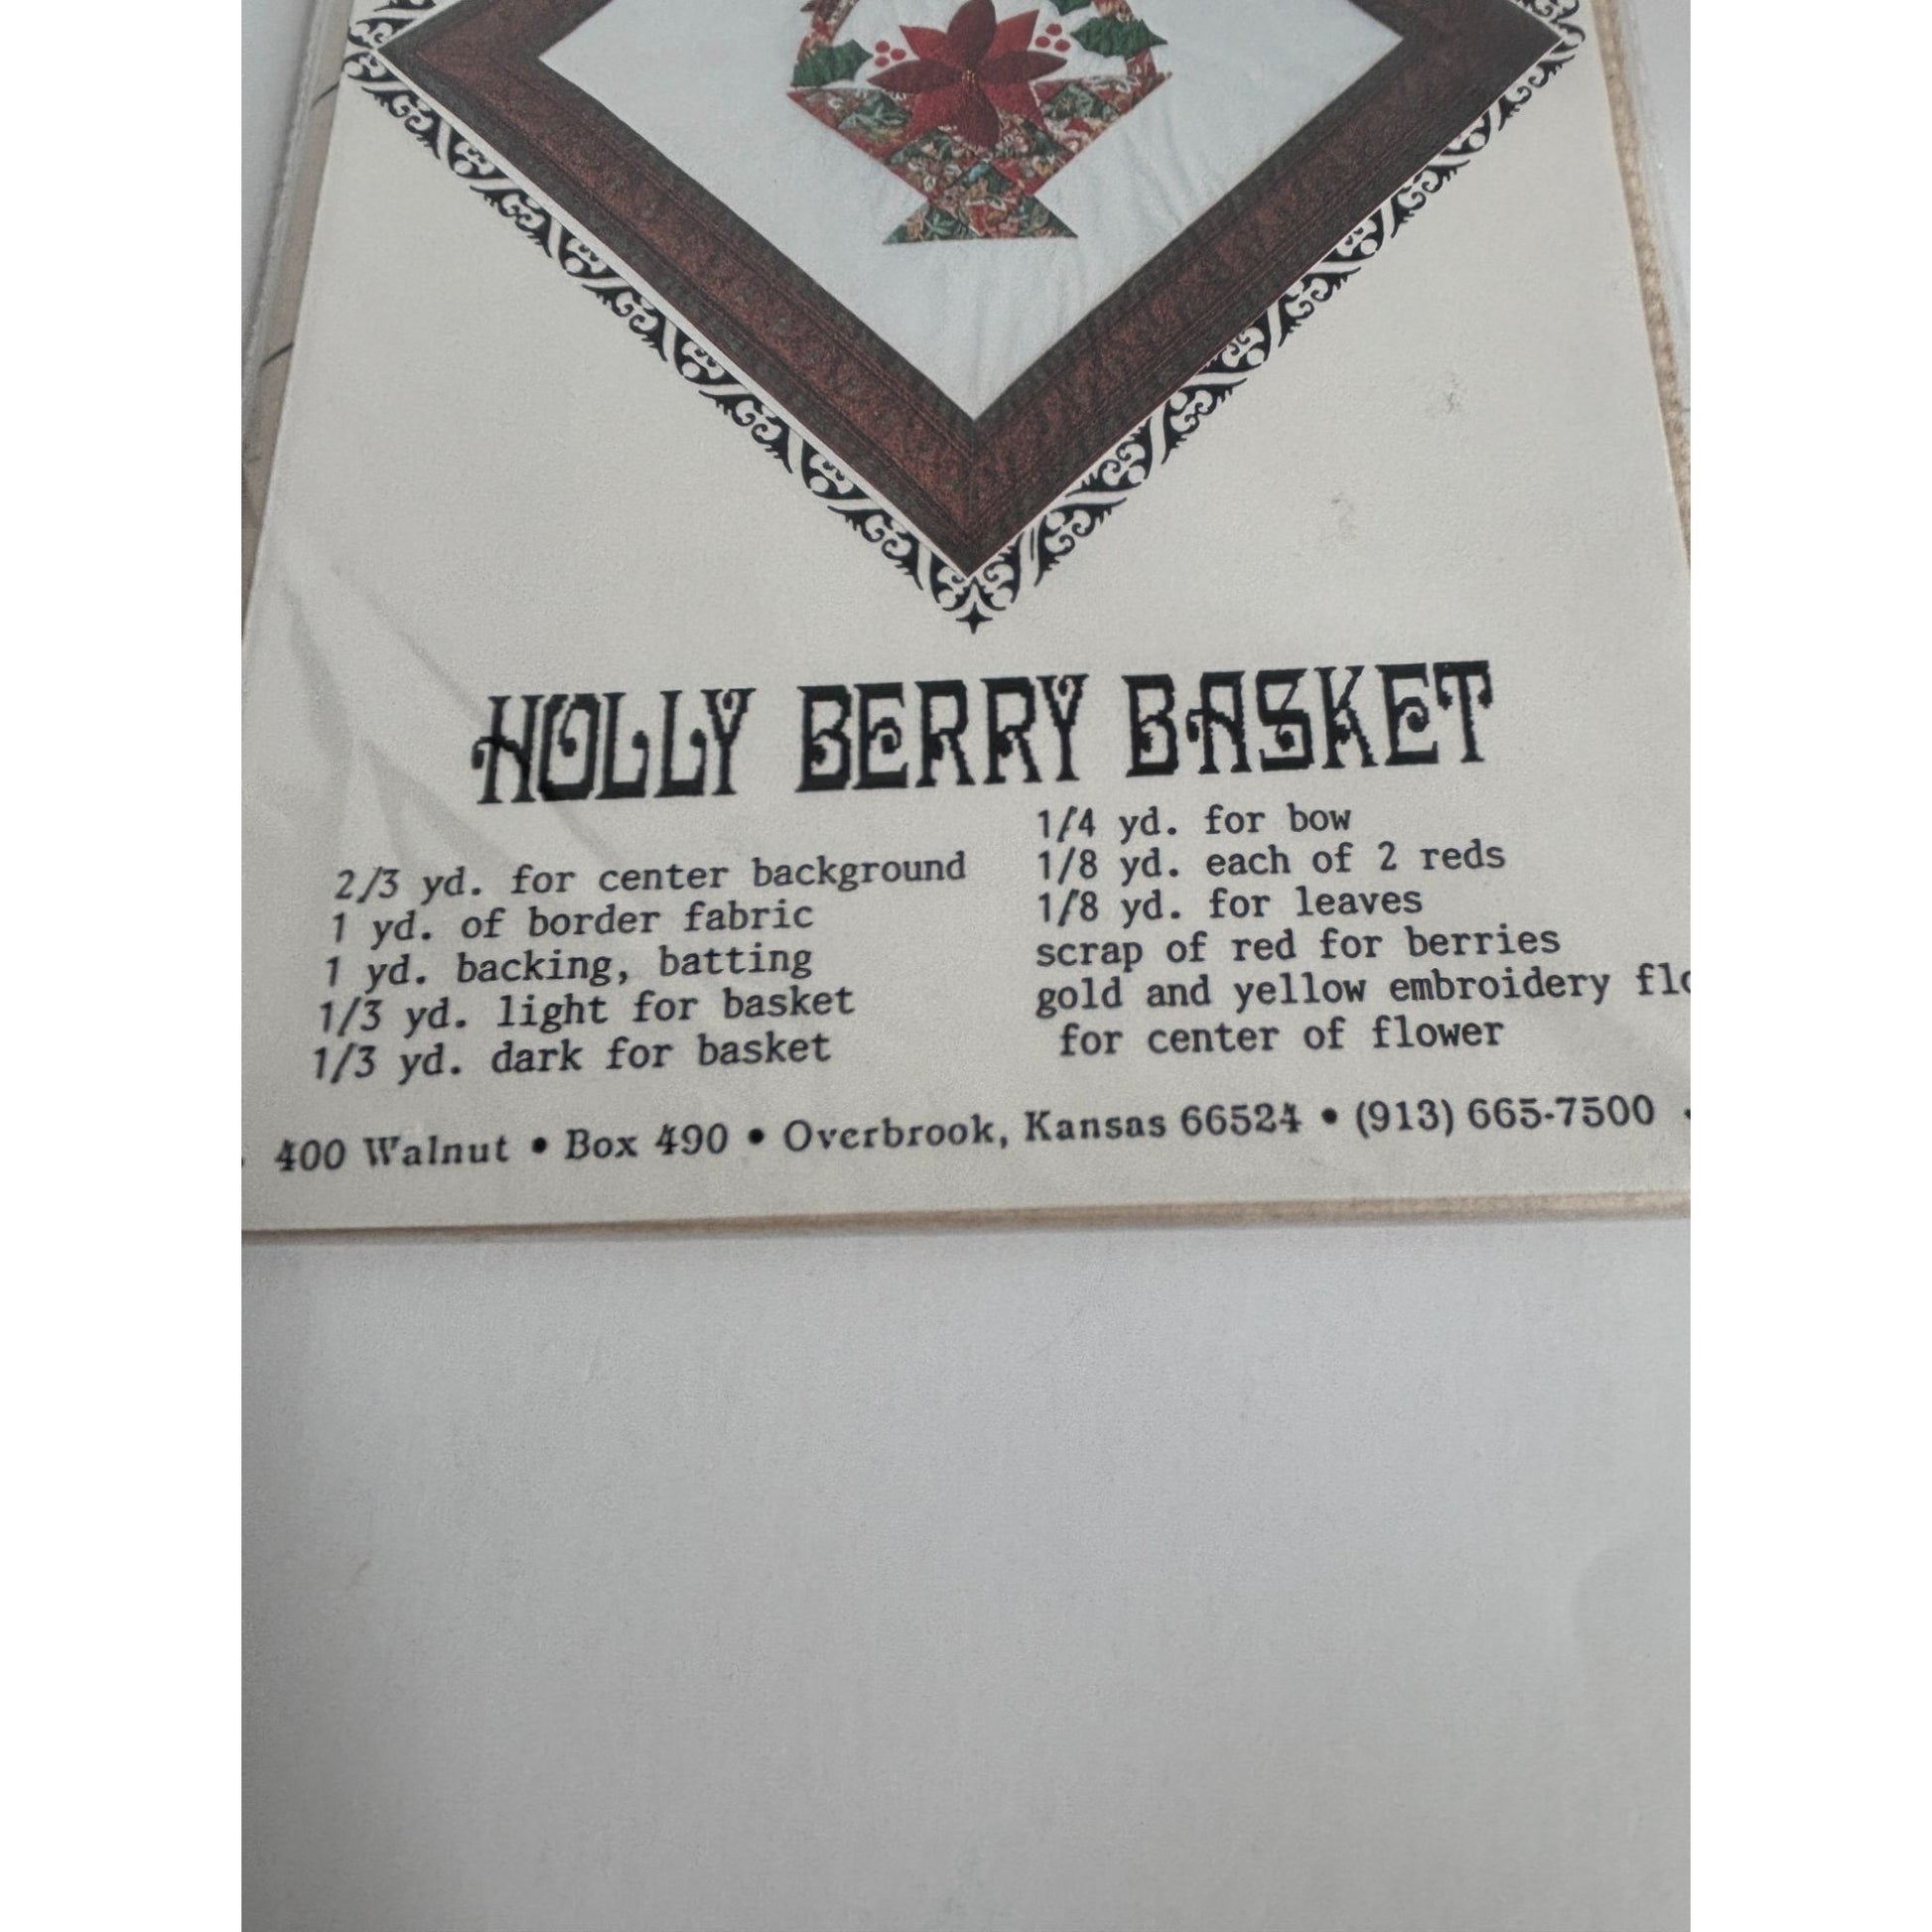 HOLLY BERRY BASKET
2/3 yd. for center background
1 yd. of border fabric
1 yd. backing, batting
1/3 yd. light for basket
1/3 yd. dark for basket
1/4 yd. for bow
1/8 yd. each of 2 reds
1/8 yd. for leaves
scrap of red for berries
gold and yellow embroidery
for center of flower
400 Walnut • Box 490 • Overbrook, Kansas 66524 • (913) 665-7500